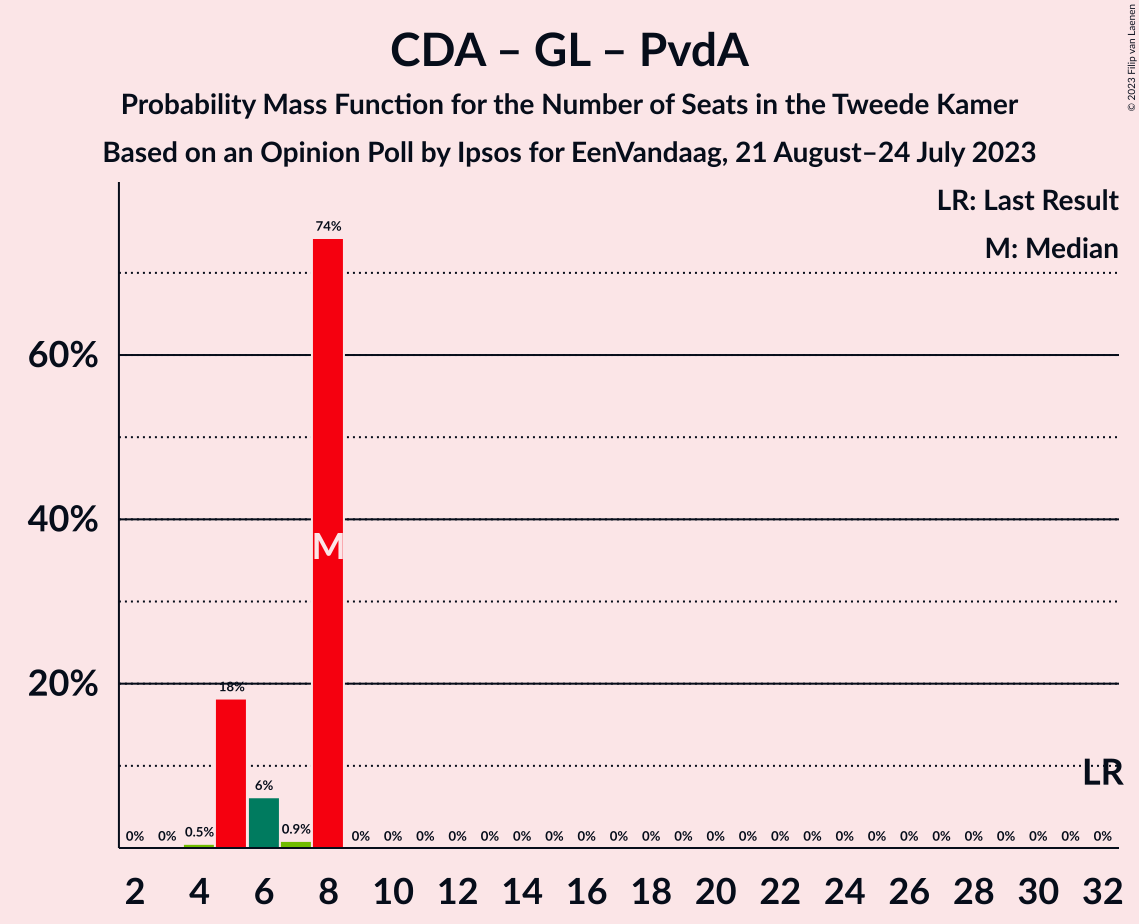 CDA – GL – PvdA
Probability Mass Function for the Number of Seats in the Tweede Kamer
Based on an Opinion Poll by Ipsos for EenVandaag, 21 August–24 July 2023
© 2023 Filip van Laenen
LR: Last Result
M: Median
60%
40%
20%
0% 0% 0.5% 18% 6% 0.9% 74% 0% 0% 0% 0% 0% 0% 0% 0% 0% 0% 0% 0% 0% 0% 0% 0% 0% 0% 0% 0% 0% 0% 0% 0%
M
LR
2 4 6 8 10 12 14 16 18 20 22 24 26 28 30 32